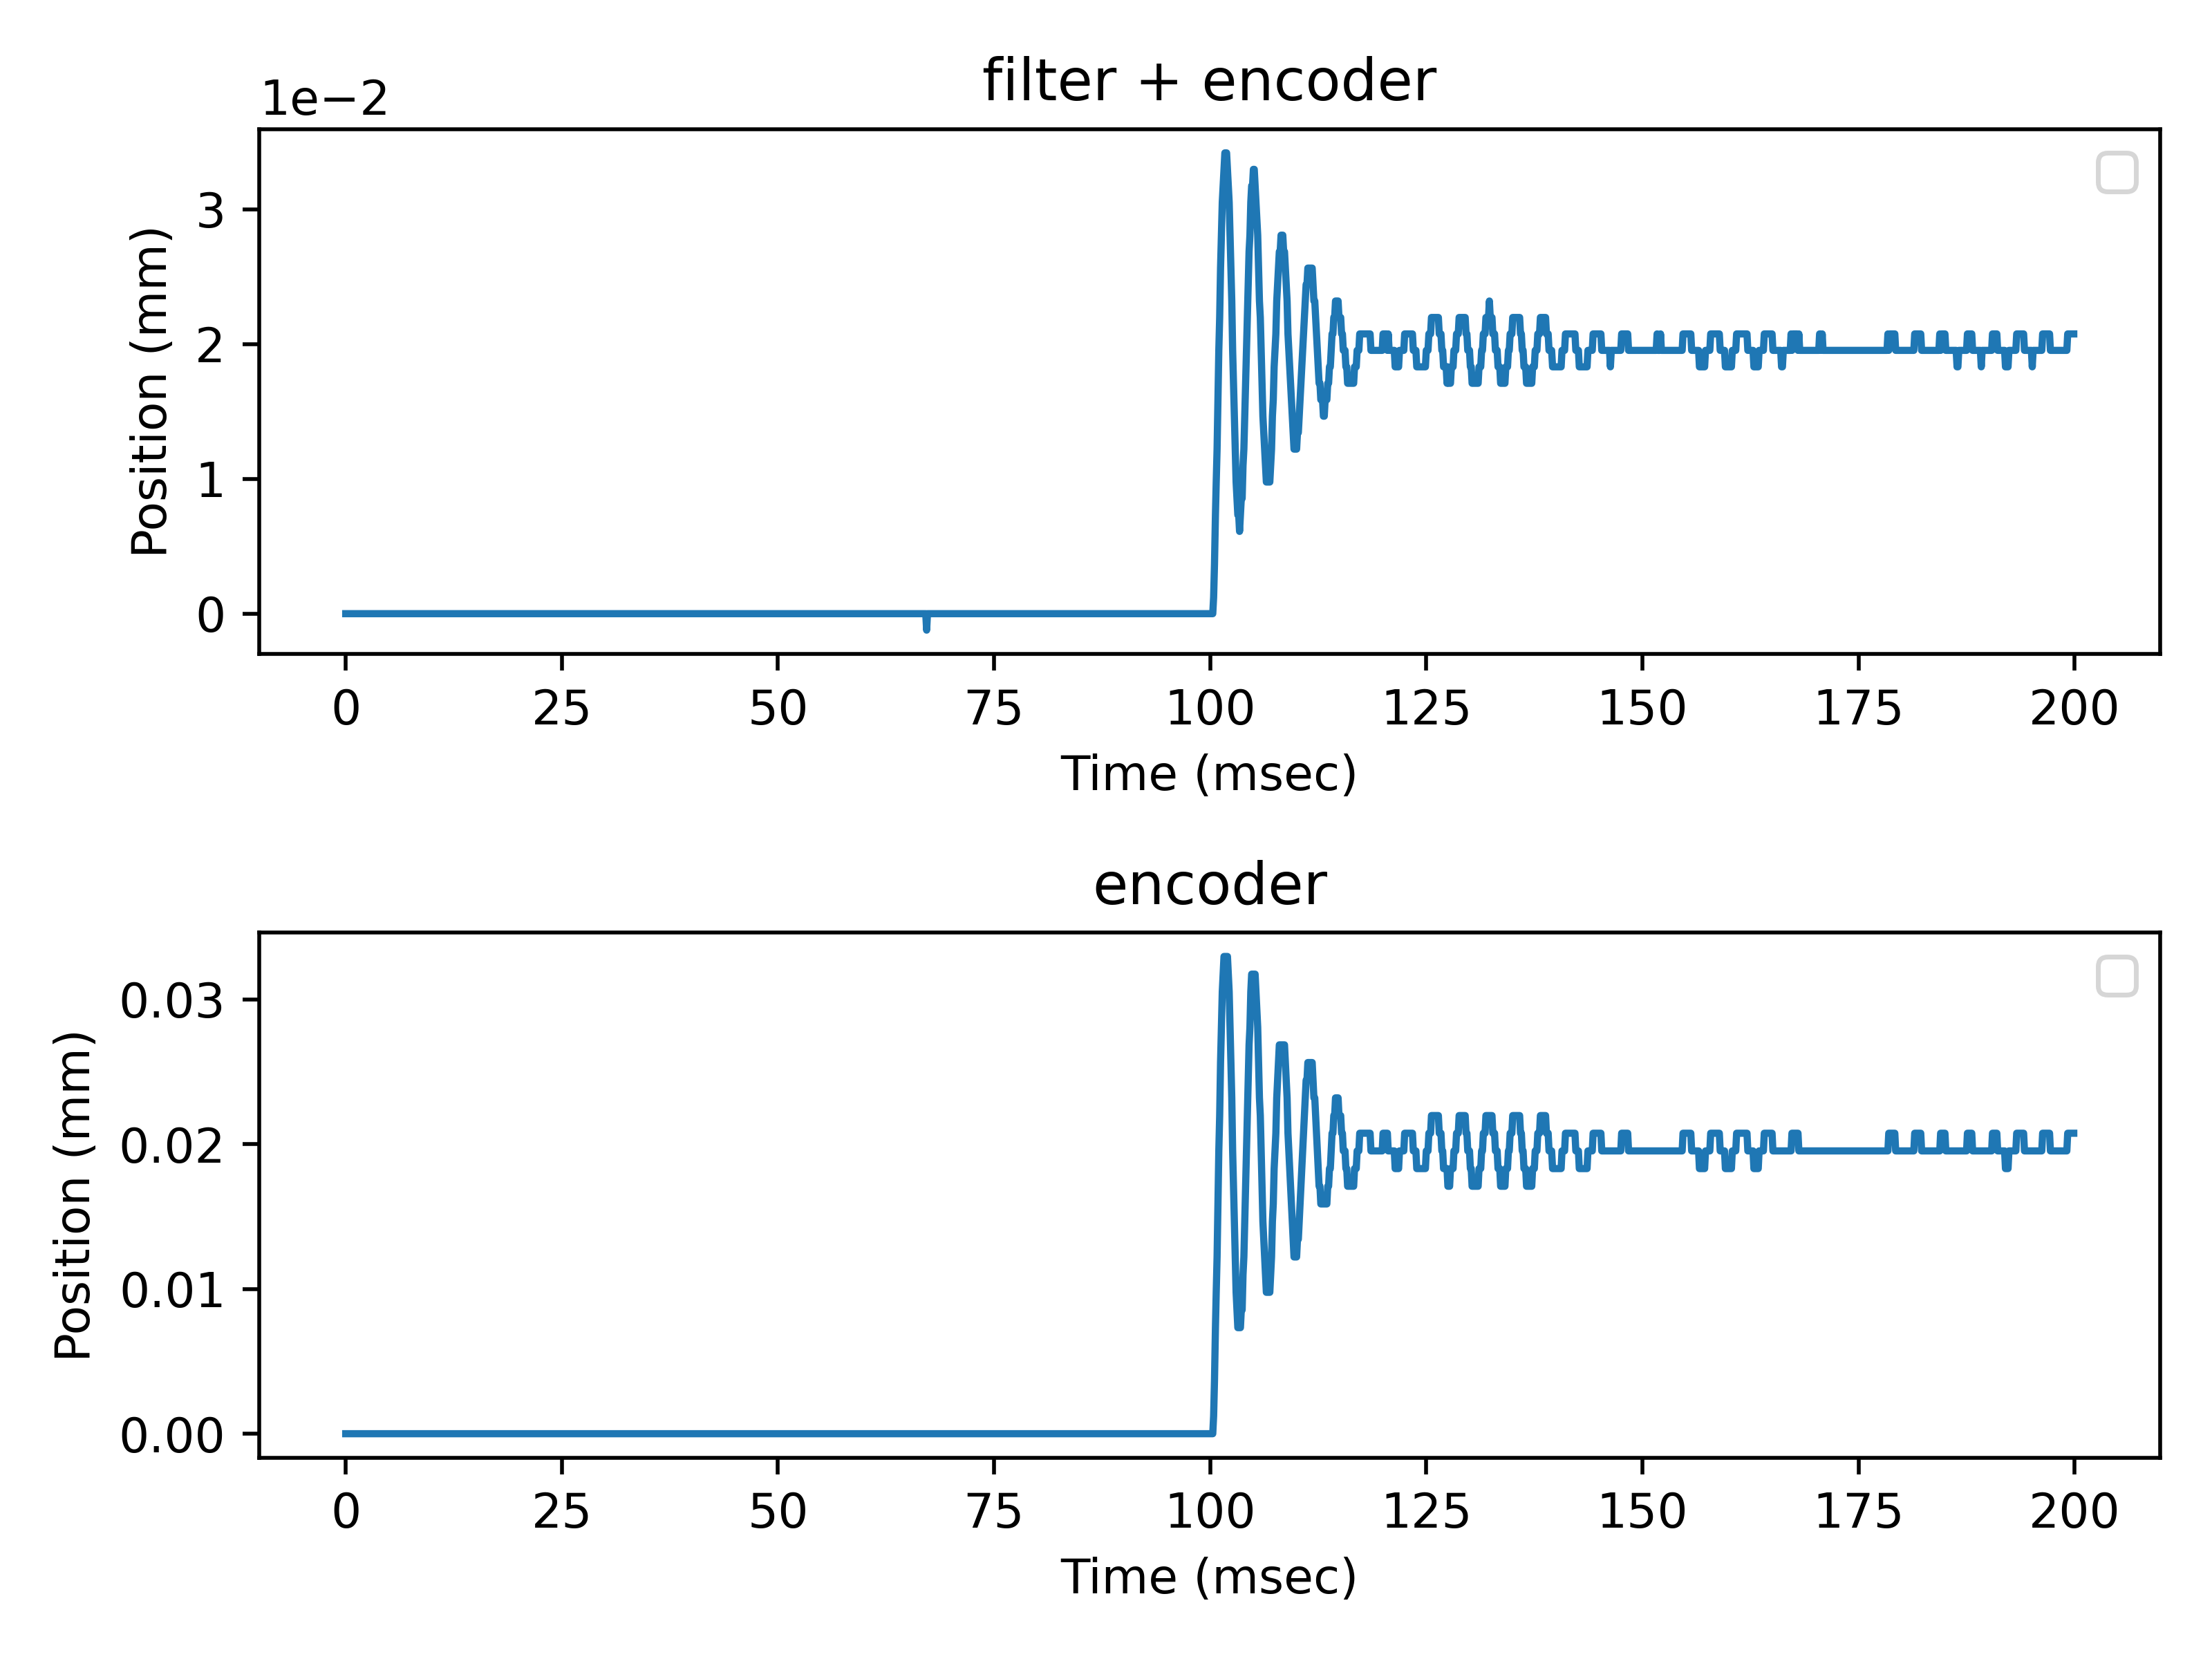 filter + encoder
1e−2
Position (mm)
3
2
1
0
0 25 50 75 100 125 150 175 200
Time (msec)
encoder
Position (mm)
0.03
0.02
0.01
0.00
0 25 50 75 100 125 150 175 200
Time (msec)